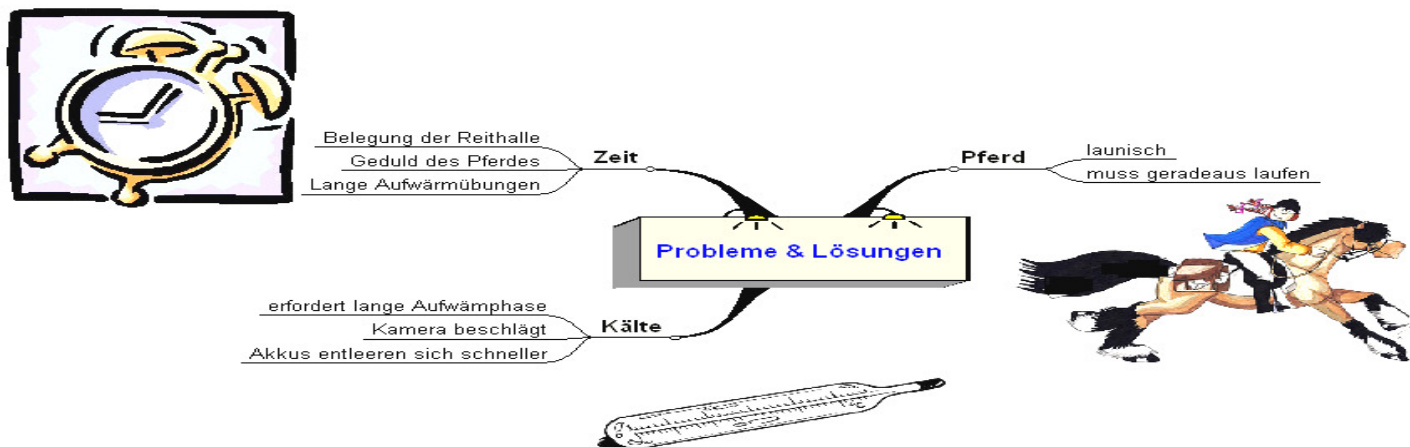 Belegung der Reithalle
Geduld des Pferdes
Lange Aufwärmübungen
Zeit
Pferd
launisch
muss geradeaus laufen
Probleme & Lösungen
erfordert lange Aufwämphase
Kamera beschlägt
Akkus entleeren sich schneller
Kälte